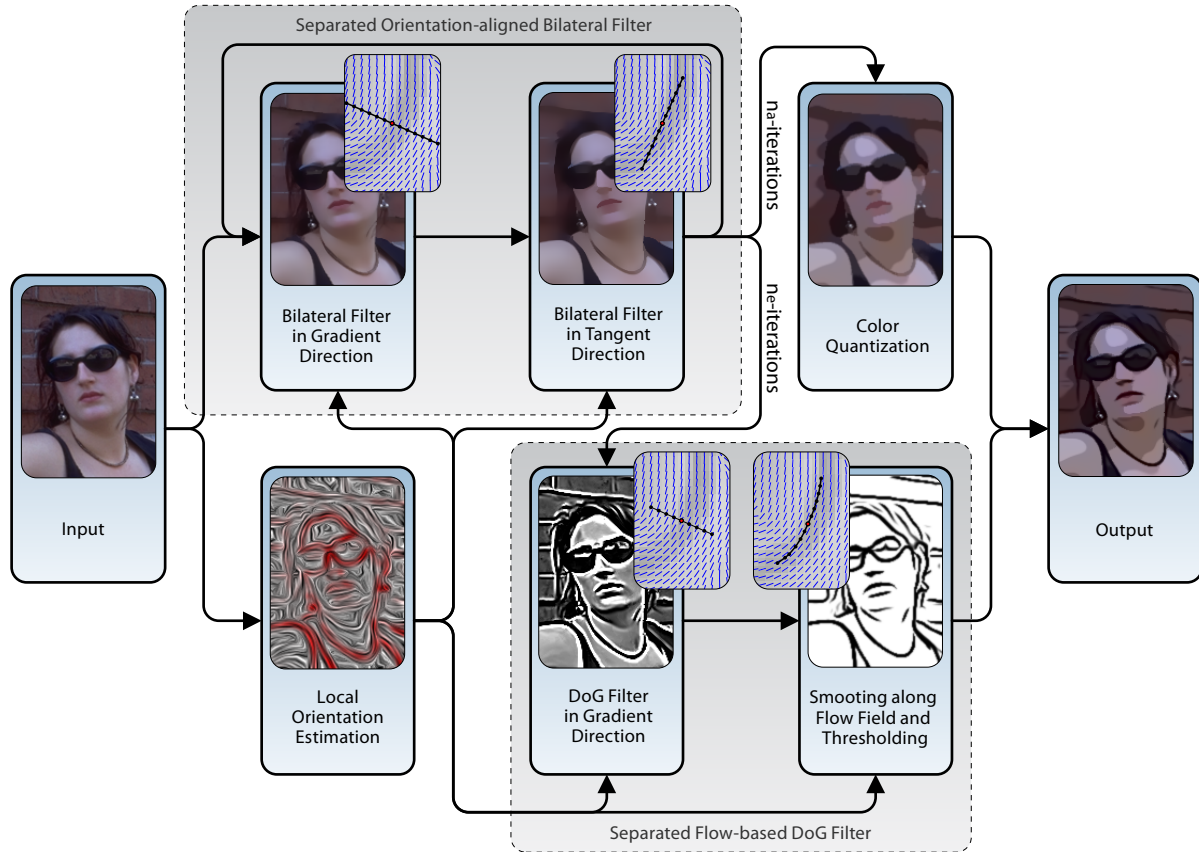 Separated Orientation-aligned Bilateral Filter
Bilateral Filter
in Gradient
Direction
Bilateral Filter
in Tangent
Direction
na-iterations
ne-iterations
Color
Quantization
Input
Output
Local
Orientation
Estimation
DoG Filter
in Gradient
Direction
Smooting along
Flow Field and
Thresholding
Separated Flow-based DoG Filter